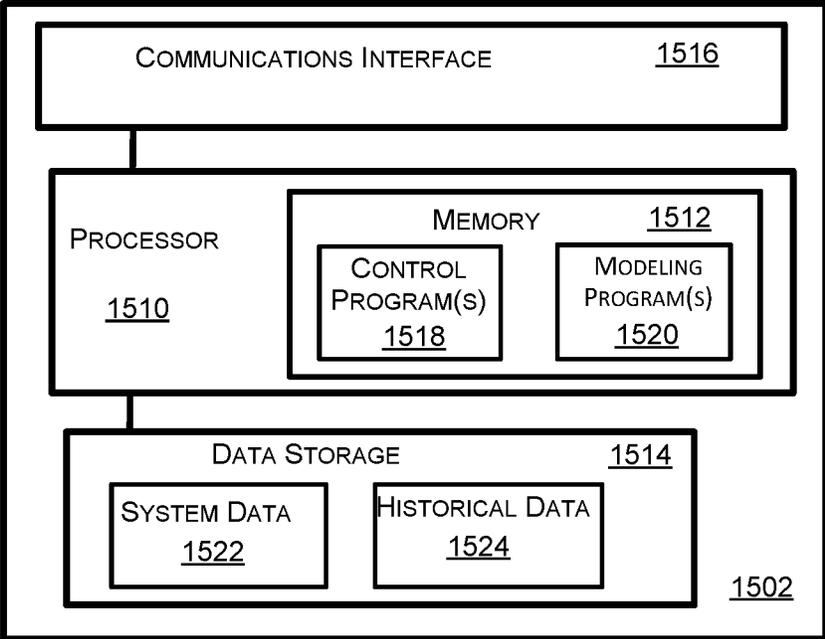 COMMUNICATIONS INTERFACE 1516
MEMORY 1512
PROCESSOR
1510
CONTROL
PROGRAM(S)
1518
MODELING
PROGRAM(S)
1520
DATA STORAGE 1514
SYSTEM DATA
1522
HISTORICAL DATA
1524
1502